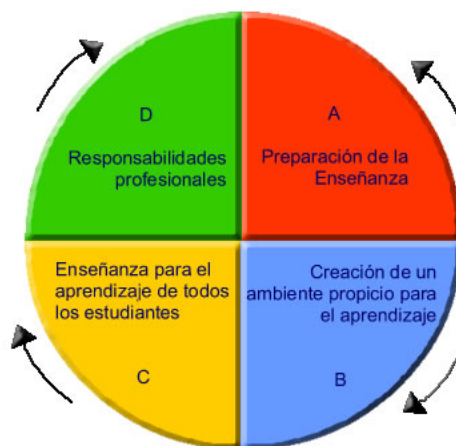 D
Responsabilidades
profesionales
A
Preparación de la
Enseñanza
Enseñanza para el
aprendizaje de todos
los estudiantes
C
Creación de un
ambiente propicio para
el aprendizaje
B